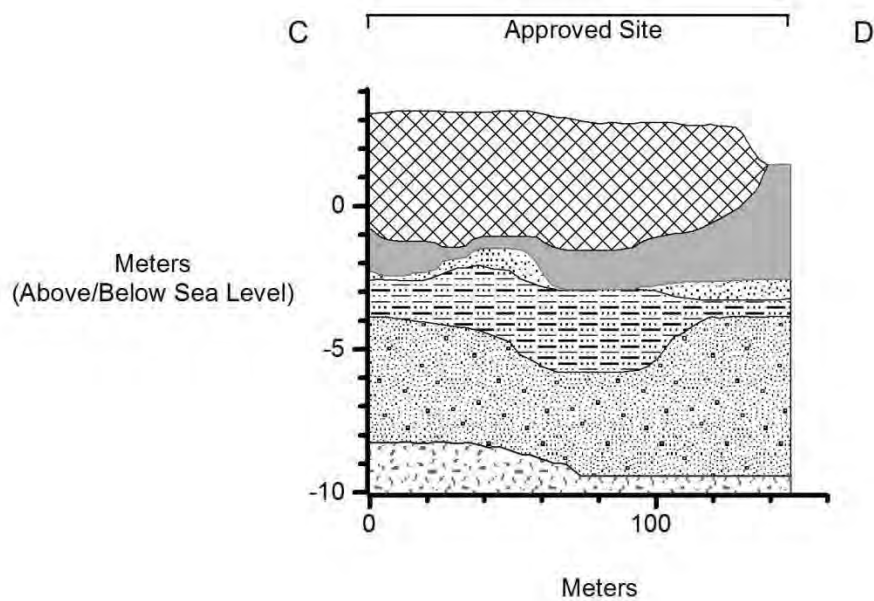 C
Approved Site
D
0
Meters
(Above/Below Sea Level)
-5
-10
0
100
Meters